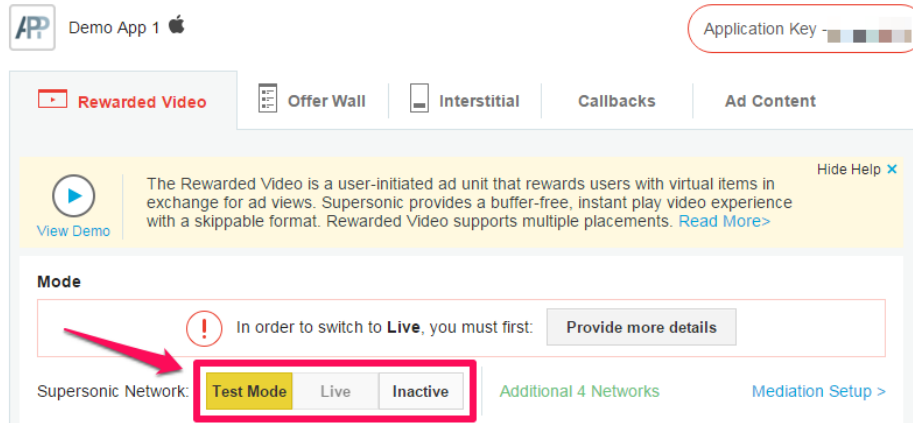 APP Demo App 1
Application Key -
Rewarded Video Offer Wall Interstitial Callbacks Ad Content
Hide Help ×
The Rewarded Video is a user-initiated ad unit that rewards users with virtual items in
exchange for ad views. Supersonic provides a buffer-free, instant play video experience
with a skippable format. Rewarded Video supports multiple placements. Read More>
View Demo
Mode
! In order to switch to Live, you must first: Provide more details
Supersonic Network: Test Mode Live Inactive Additional 4 Networks Mediation Setup >